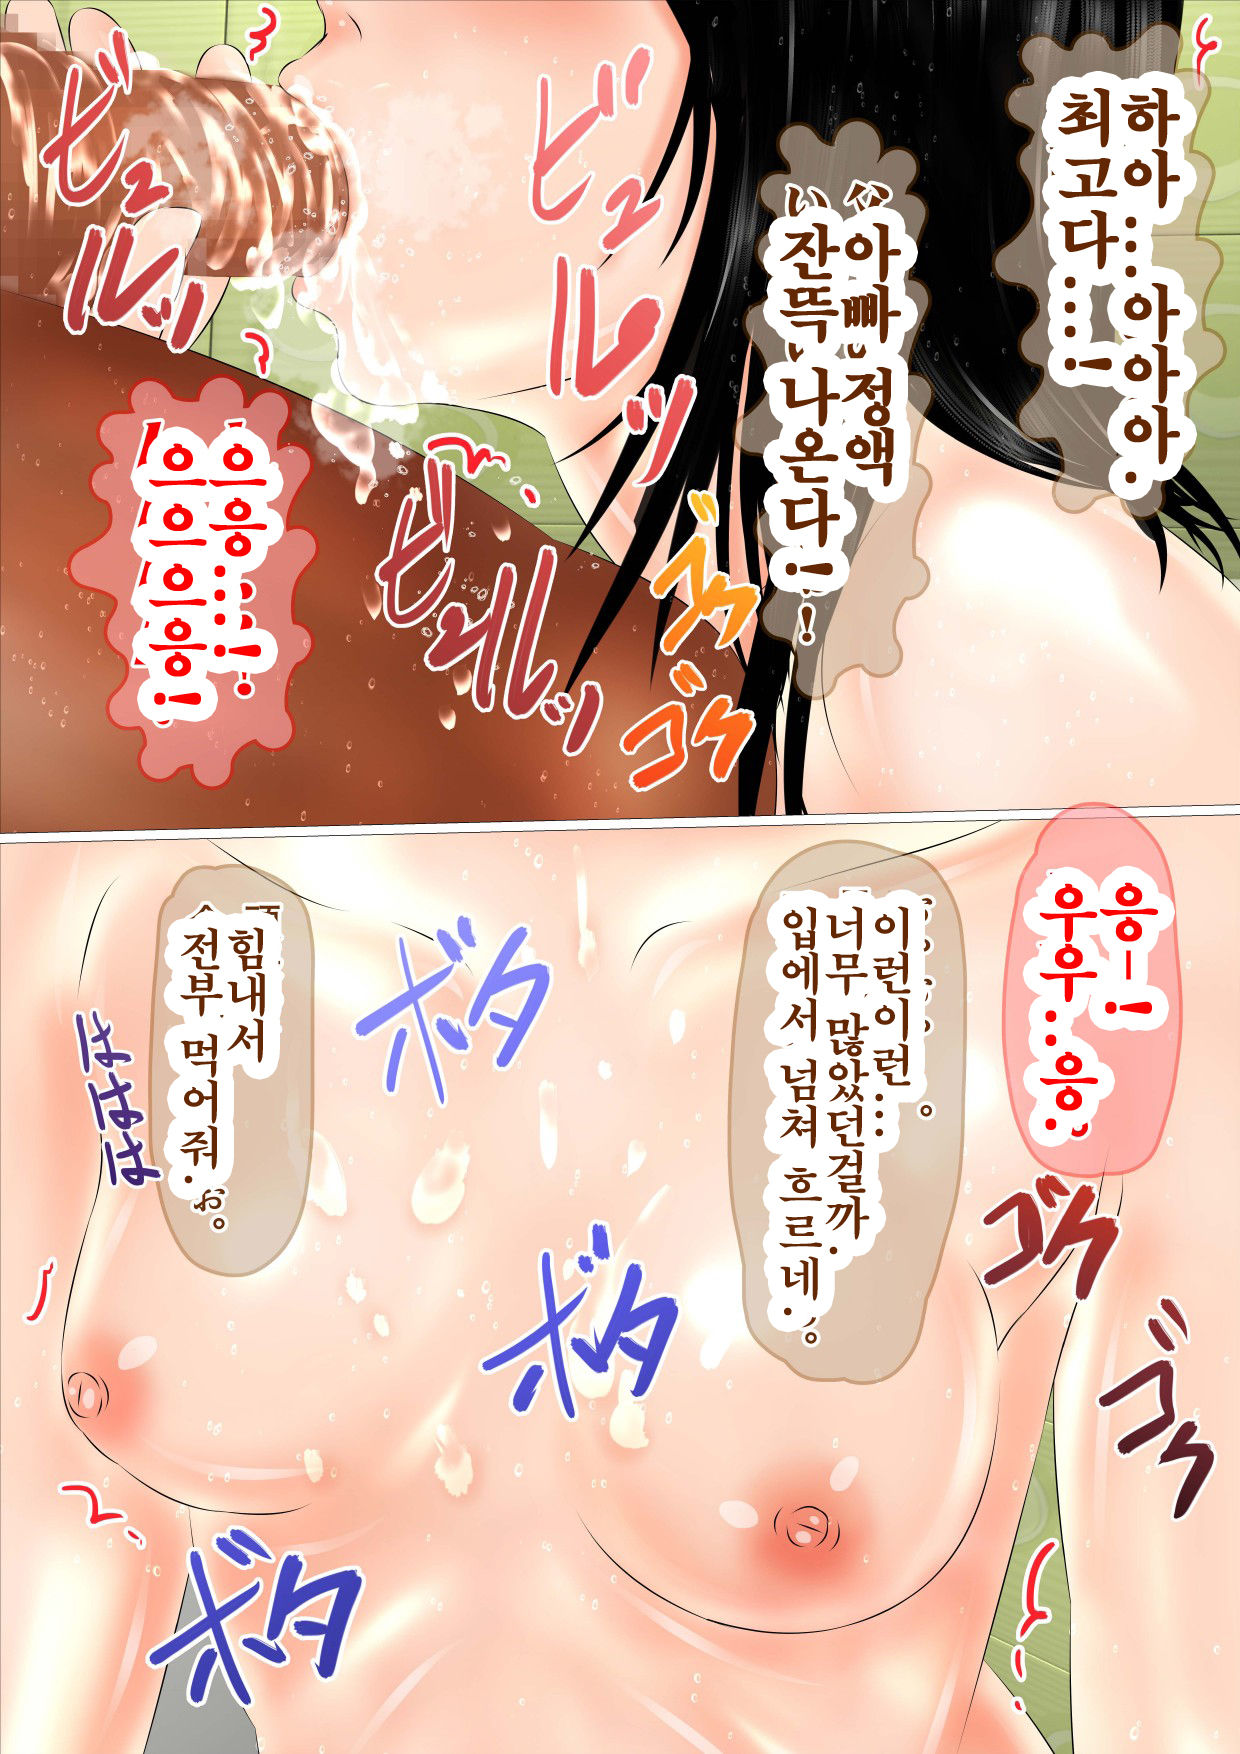 하아...아아아.
최고다...!
아빠 정액
잔뜩 나온다!
ビュルルッ
ビュルルッ
ビュルルッ
ゴク
ゴク
으응...!
으으으응!
응-!
우우...응.
이런이런...
너무 많았던걸까.
입에서 넘쳐 흐르네.
힘내서
전부 먹어줘.
ボタ
ボタ
ボタ
はははは
ゴク
ゴク